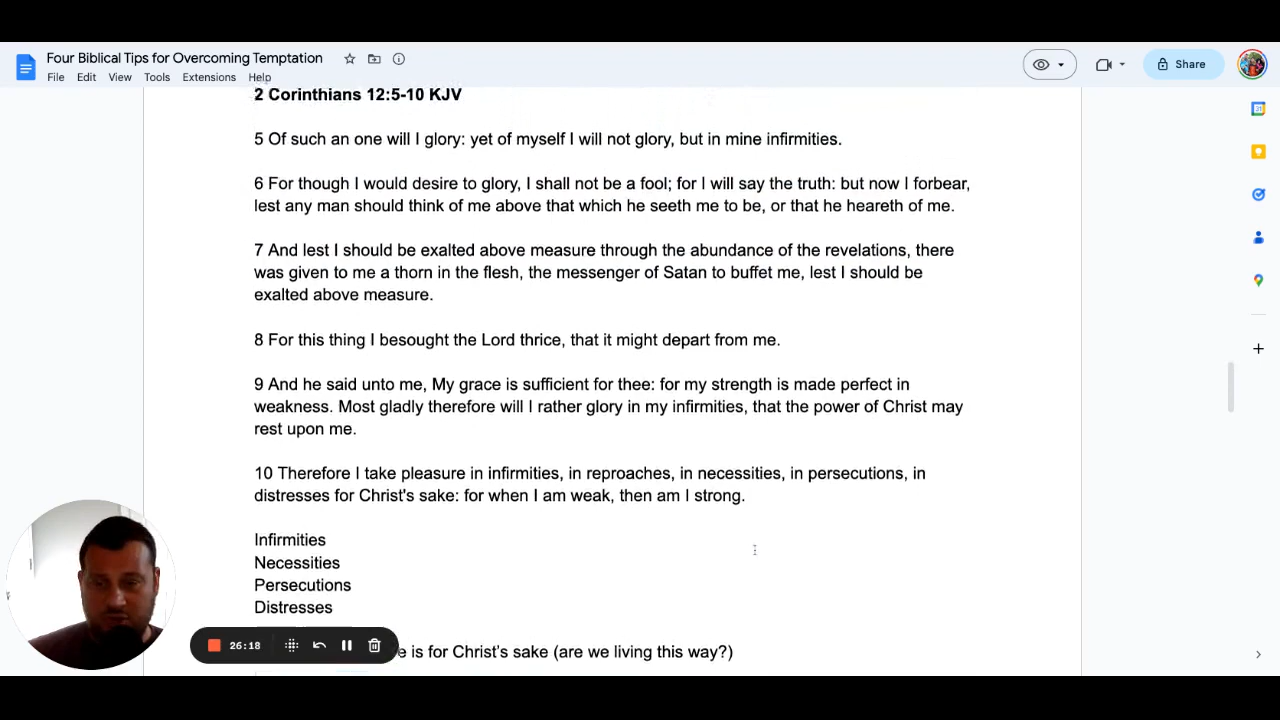 Four Biblical Tips for Overcoming Temptation
File Edit View Tools Extensions Help
Share
2 Corinthians 12:5-10 KJV
5 Of such an one will I glory: yet of myself I will not glory, but in mine infirmities.
6 For though I would desire to glory, I shall not be a fool; for I will say the truth: but now I forbear,
lest any man should think of me above that which he seeth me to be, or that he heareth of me.
7 And lest I should be exalted above measure through the abundance of the revelations, there
was given to me a thorn in the flesh, the messenger of Satan to buffet me, lest I should be
exalted above measure.
8 For this thing I besought the Lord thrice, that it might depart from me.
9 And he said unto me, My grace is sufficient for thee: for my strength is made perfect in
weakness. Most gladly therefore will I rather glory in my infirmities, that the power of Christ may
rest upon me.
10 Therefore I take pleasure in infirmities, in reproaches, in necessities, in persecutions, in
distresses for Christ's sake: for when I am weak, then am I strong.
Infirmities
Necessities
Persecutions
Distresses
26:18
is for Christ's sake (are we living this way?)